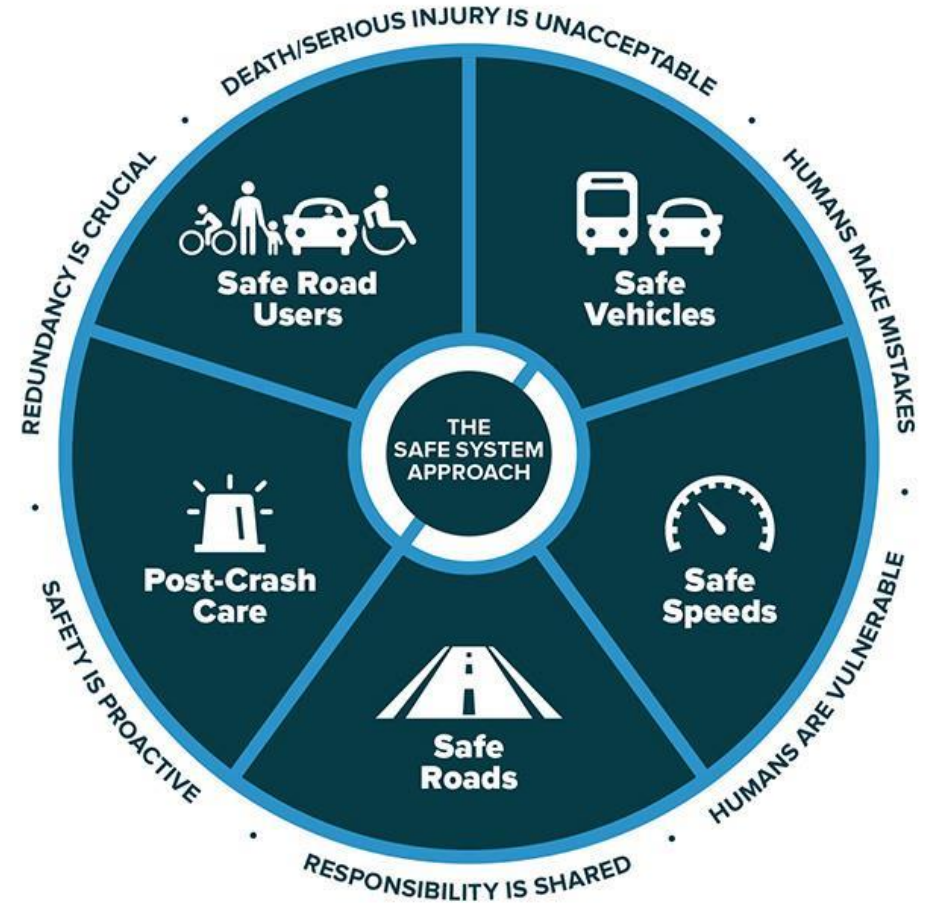 DEATH/SERIOUS INJURY IS UNACCEPTABLE
HUMANS MAKE MISTAKES
HUMANS ARE VULNERABLE
RESPONSIBILITY IS SHARED
SAFETY IS PROACTIVE
REDUNDANCY IS CRUCIAL
Safe Road
Users
Safe
Vehicles
Safe
Speeds
Safe
Roads
Post-Crash
Care
THE
SAFE SYSTEM
APPROACH